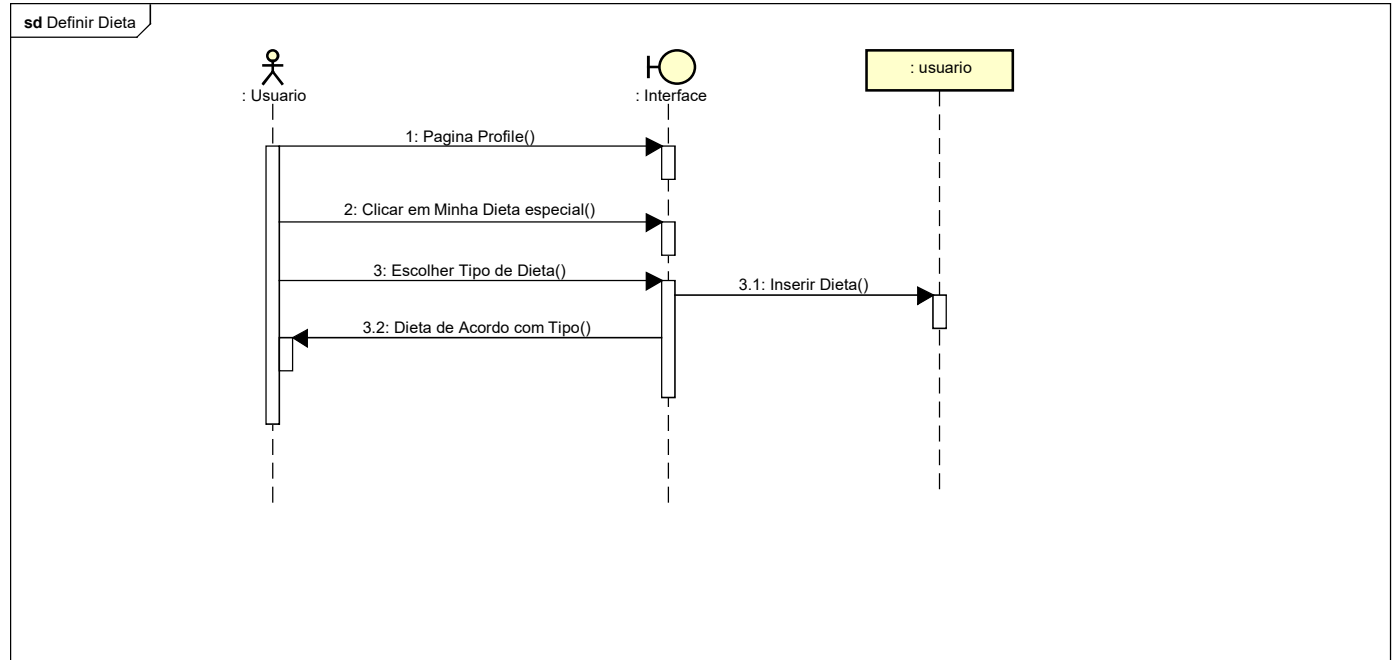 sd Definir Dieta
: Usuario
: Interface
: usuario
1: Pagina Profile()
2: Clicar em Minha Dieta especial()
3: Escolher Tipo de Dieta()
3.1: Inserir Dieta()
3.2: Dieta de Acordo com Tipo()